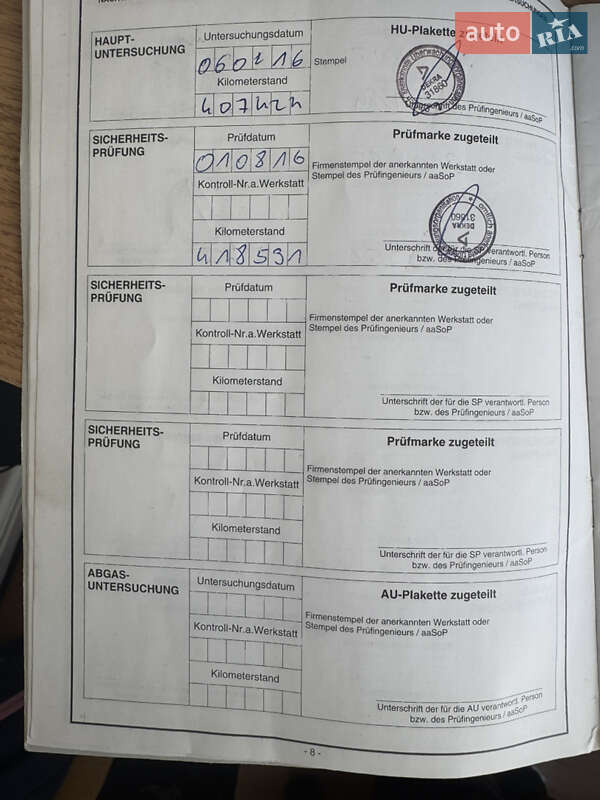 auto RIA
.com
HAUPT-
UNTERSUCHUNG
Untersuchungsdatum
060216
Kilometerstand
407422
HU-Plakette
Stempel
DEKRA
31860
des Prüfingenieurs / aaSoP
SICHERHEITS-
PRÜFUNG
Prüfdatum
010816
Kontroll-Nr.a.Werkstatt
Kilometerstand
418531
Prüfmarke zugeteilt
Firmenstempel der anerkannten Werkstatt oder
Stempel des Prüfingenieurs / aaSoP
DEKRA
31860
Unterschrift der für die SP verantwortl. Person
bzw. des Prüfingenieurs / aaSoP
SICHERHEITS-
PRÜFUNG
Prüfdatum
Kontroll-Nr.a.Werkstatt
Kilometerstand
Prüfmarke zugeteilt
Firmenstempel der anerkannten Werkstatt oder
Stempel des Prüfingenieurs / aaSoP
Unterschrift der für die SP verantwortl. Person
bzw. des Prüfingenieurs / aaSoP
SICHERHEITS-
PRÜFUNG
Prüfdatum
Kontroll-Nr.a.Werkstatt
Kilometerstand
Prüfmarke zugeteilt
Firmenstempel der anerkannten Werkstatt oder
Stempel des Prüfingenieurs / aaSoP
Unterschrift der für die SP verantwortl. Person
bzw. des Prüfingenieurs / aaSoP
ABGAS-
UNTERSUCHUNG
Untersuchungsdatum
Kontroll-Nr.a.Werkstatt
Kilometerstand
AU-Plakette zugeteilt
Firmenstempel der anerkannten Werkstatt oder
Stempel des Prüfingenieurs / aaSoP
Unterschrift der für die AU verantwortl. Person
bzw. des Prüfingenieurs / aaSoP
- 8 -